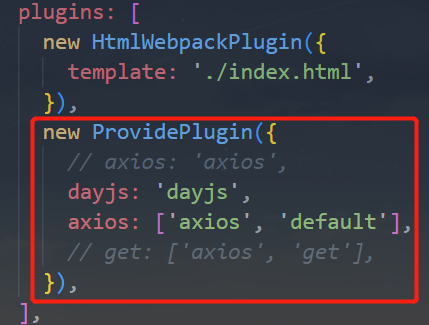 plugins: [
new HtmlWebpackPlugin({
template: './index.html',
}),
new ProvidePlugin({
// axios: 'axios',
dayjs: 'dayjs',
axios: ['axios', 'default'],
// get: ['axios', 'get'],
}),
],